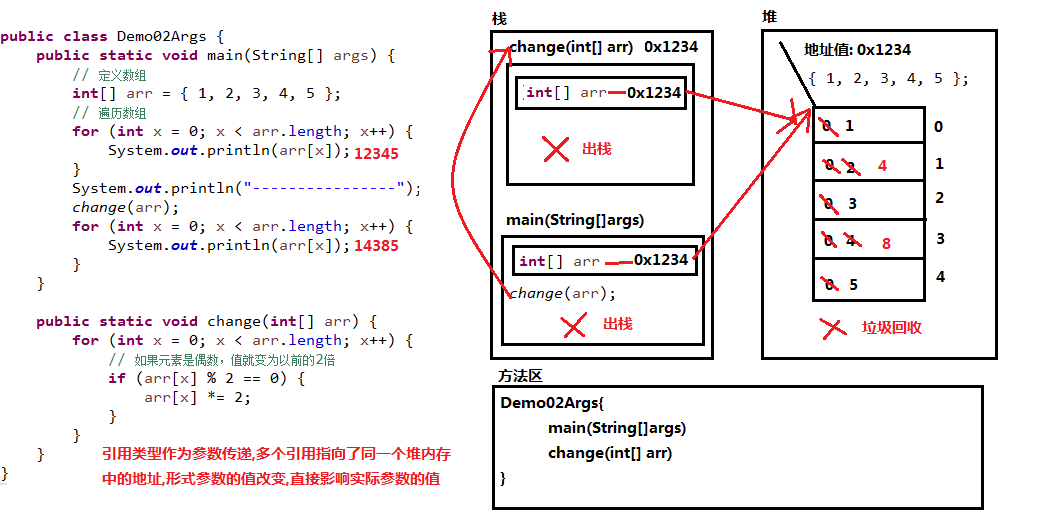 public class Demo02Args {
public static void main(String[] args) {
// 定义数组
int[] arr = { 1, 2, 3, 4, 5 };
// 遍历数组
for (int x = 0; x < arr.length; x++) {
System.out.println(arr[x]); 12345
}
System.out.println("----------------");
change(arr);
for (int x = 0; x < arr.length; x++) {
System.out.println(arr[x]); 14385
}
}
public static void change(int[] arr) {
for (int x = 0; x < arr.length; x++) {
// 如果元素是偶数，值就变为以前的2倍
if (arr[x] % 2 == 0) {
arr[x] *= 2;
}
}
}
}
引用类型作为参数传递,多个引用指向了同一个堆内存
中的地址,形式参数的值改变,直接影响实际参数的值
栈
change(int[] arr) 0x1234
int[] arr 0x1234
出栈
main(String[]args)
int[] arr 0x1234
change(arr);
出栈
堆
地址值: 0x1234
{ 1, 2, 3, 4, 5 };
0 1 0
0 2 4 1
0 3 2
0 4 8 3
0 5 4
垃圾回收
方法区
Demo02Args{
main(String[]args)
change(int[] arr)
}